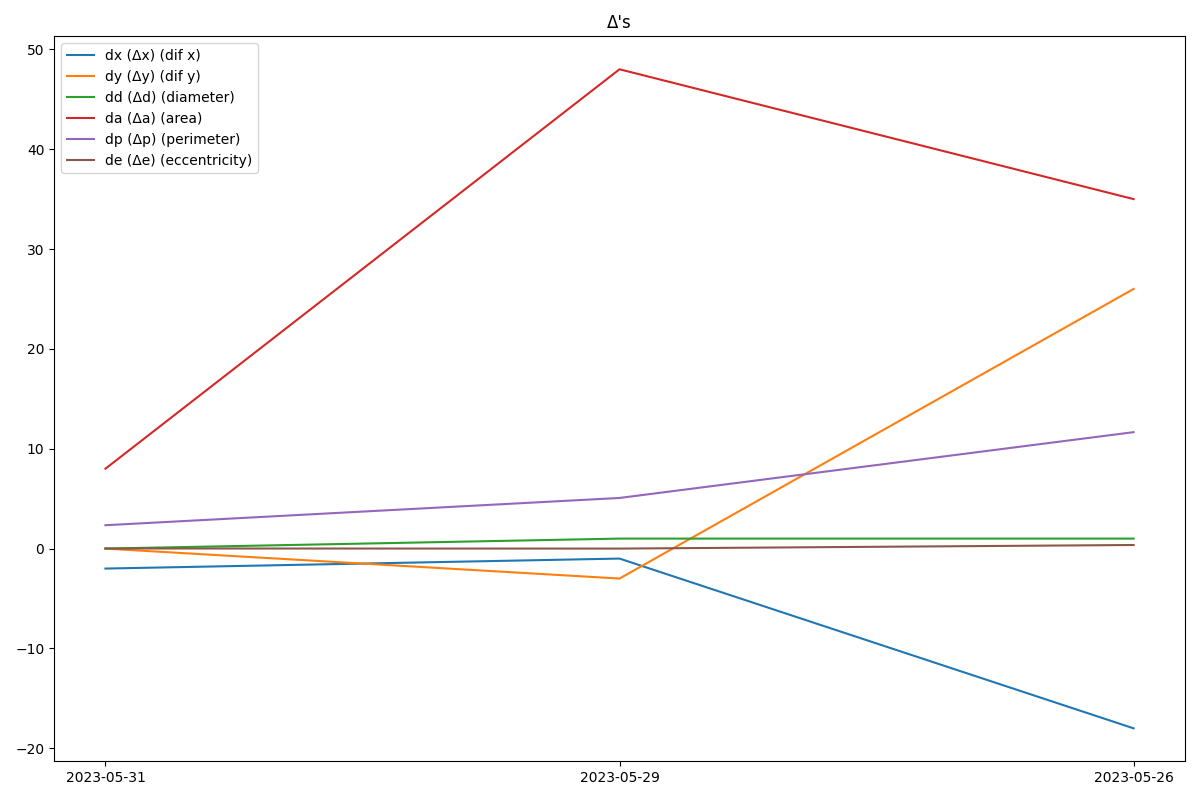 Δ's
dx (Δx) (dif x)
dy (Δy) (dif y)
dd (Δd) (diameter)
da (Δa) (area)
dp (Δp) (perimeter)
de (Δe) (eccentricity)
50
40
30
20
10
0
−10
−20
2023-05-31 2023-05-29 2023-05-26